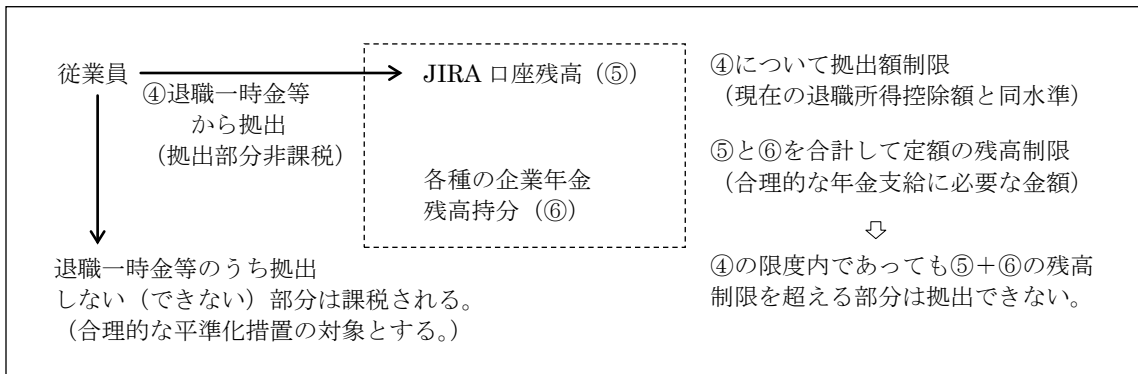 従業員
④退職一時金等
から拠出
（拠出部分非課税）
JIRA 口座残高（⑤）
各種の企業年金
残高持分（⑥）
退職一時金等のうち拠出
しない（できない）部分は課税される。
（合理的な平準化措置の対象とする。）
④について拠出額制限
（現在の退職所得控除額と同水準）
⑤と⑥を合計して定額の残高制限
（合理的な年金支給に必要な金額）
④の限度内であっても⑤＋⑥の残高
制限を超える部分は拠出できない。